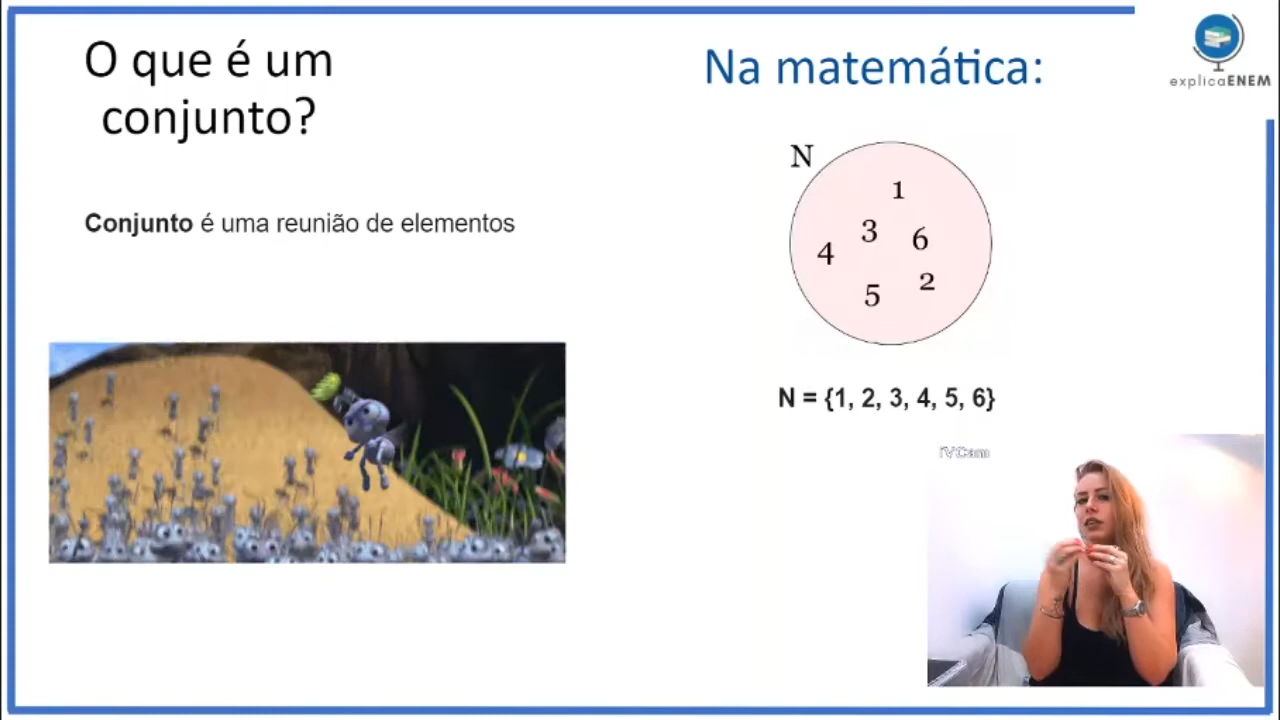 O que é um
conjunto?
Conjunto é uma reunião de elementos
Na matemática:
explicaENEM
N
1
3
6
4
2
5
N = {1, 2, 3, 4, 5, 6}
iVCam